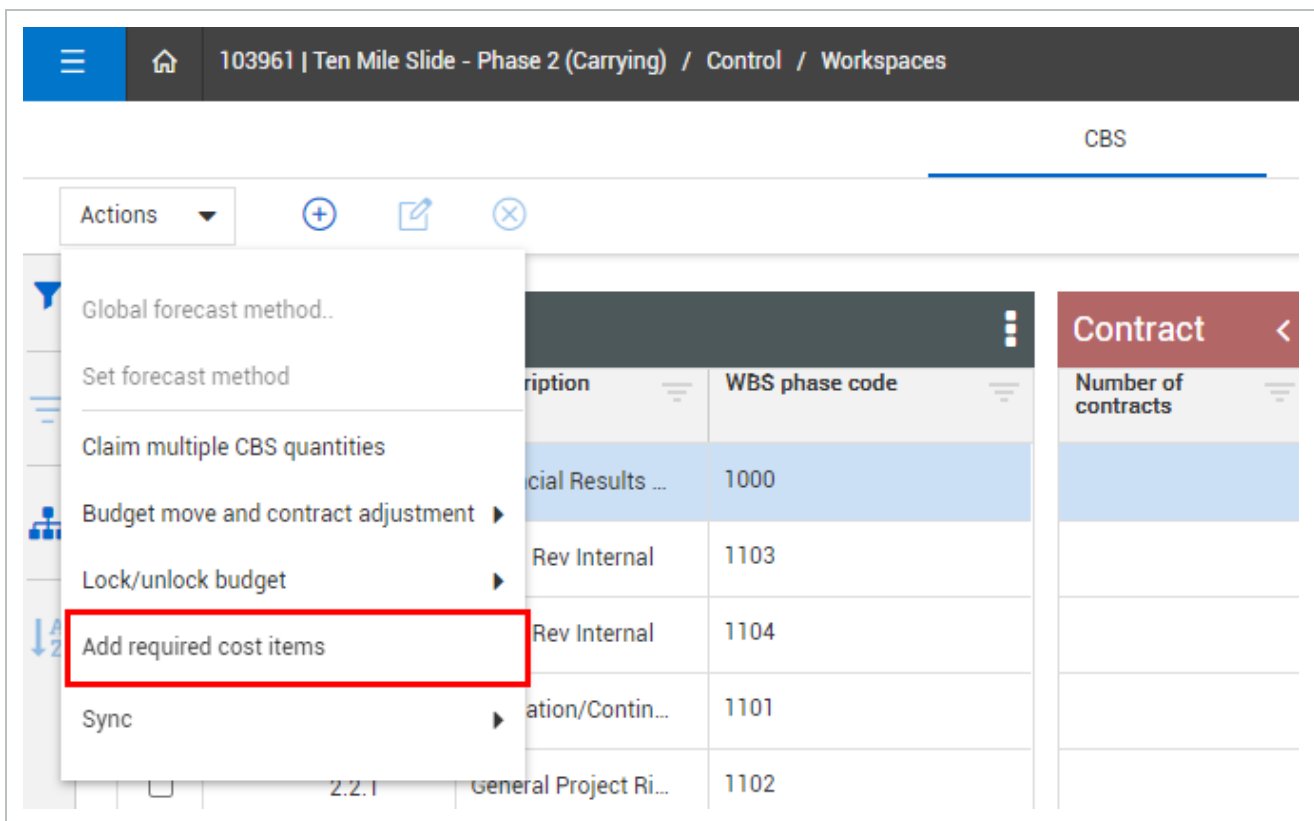 103961 | Ten Mile Slide - Phase 2 (Carrying) / Control / Workspaces
CBS
Actions
Global forecast method..
Set forecast method
Claim multiple CBS quantities
Budget move and contract adjustment
Lock/unlock budget
Add required cost items
Sync
Contract
ription
WBS phase code
Number of
contracts
cial Results ...
1000
Rev Internal
1103
Rev Internal
1104
ation/Contin...
1101
2.2.1
General Project Ri...
1102